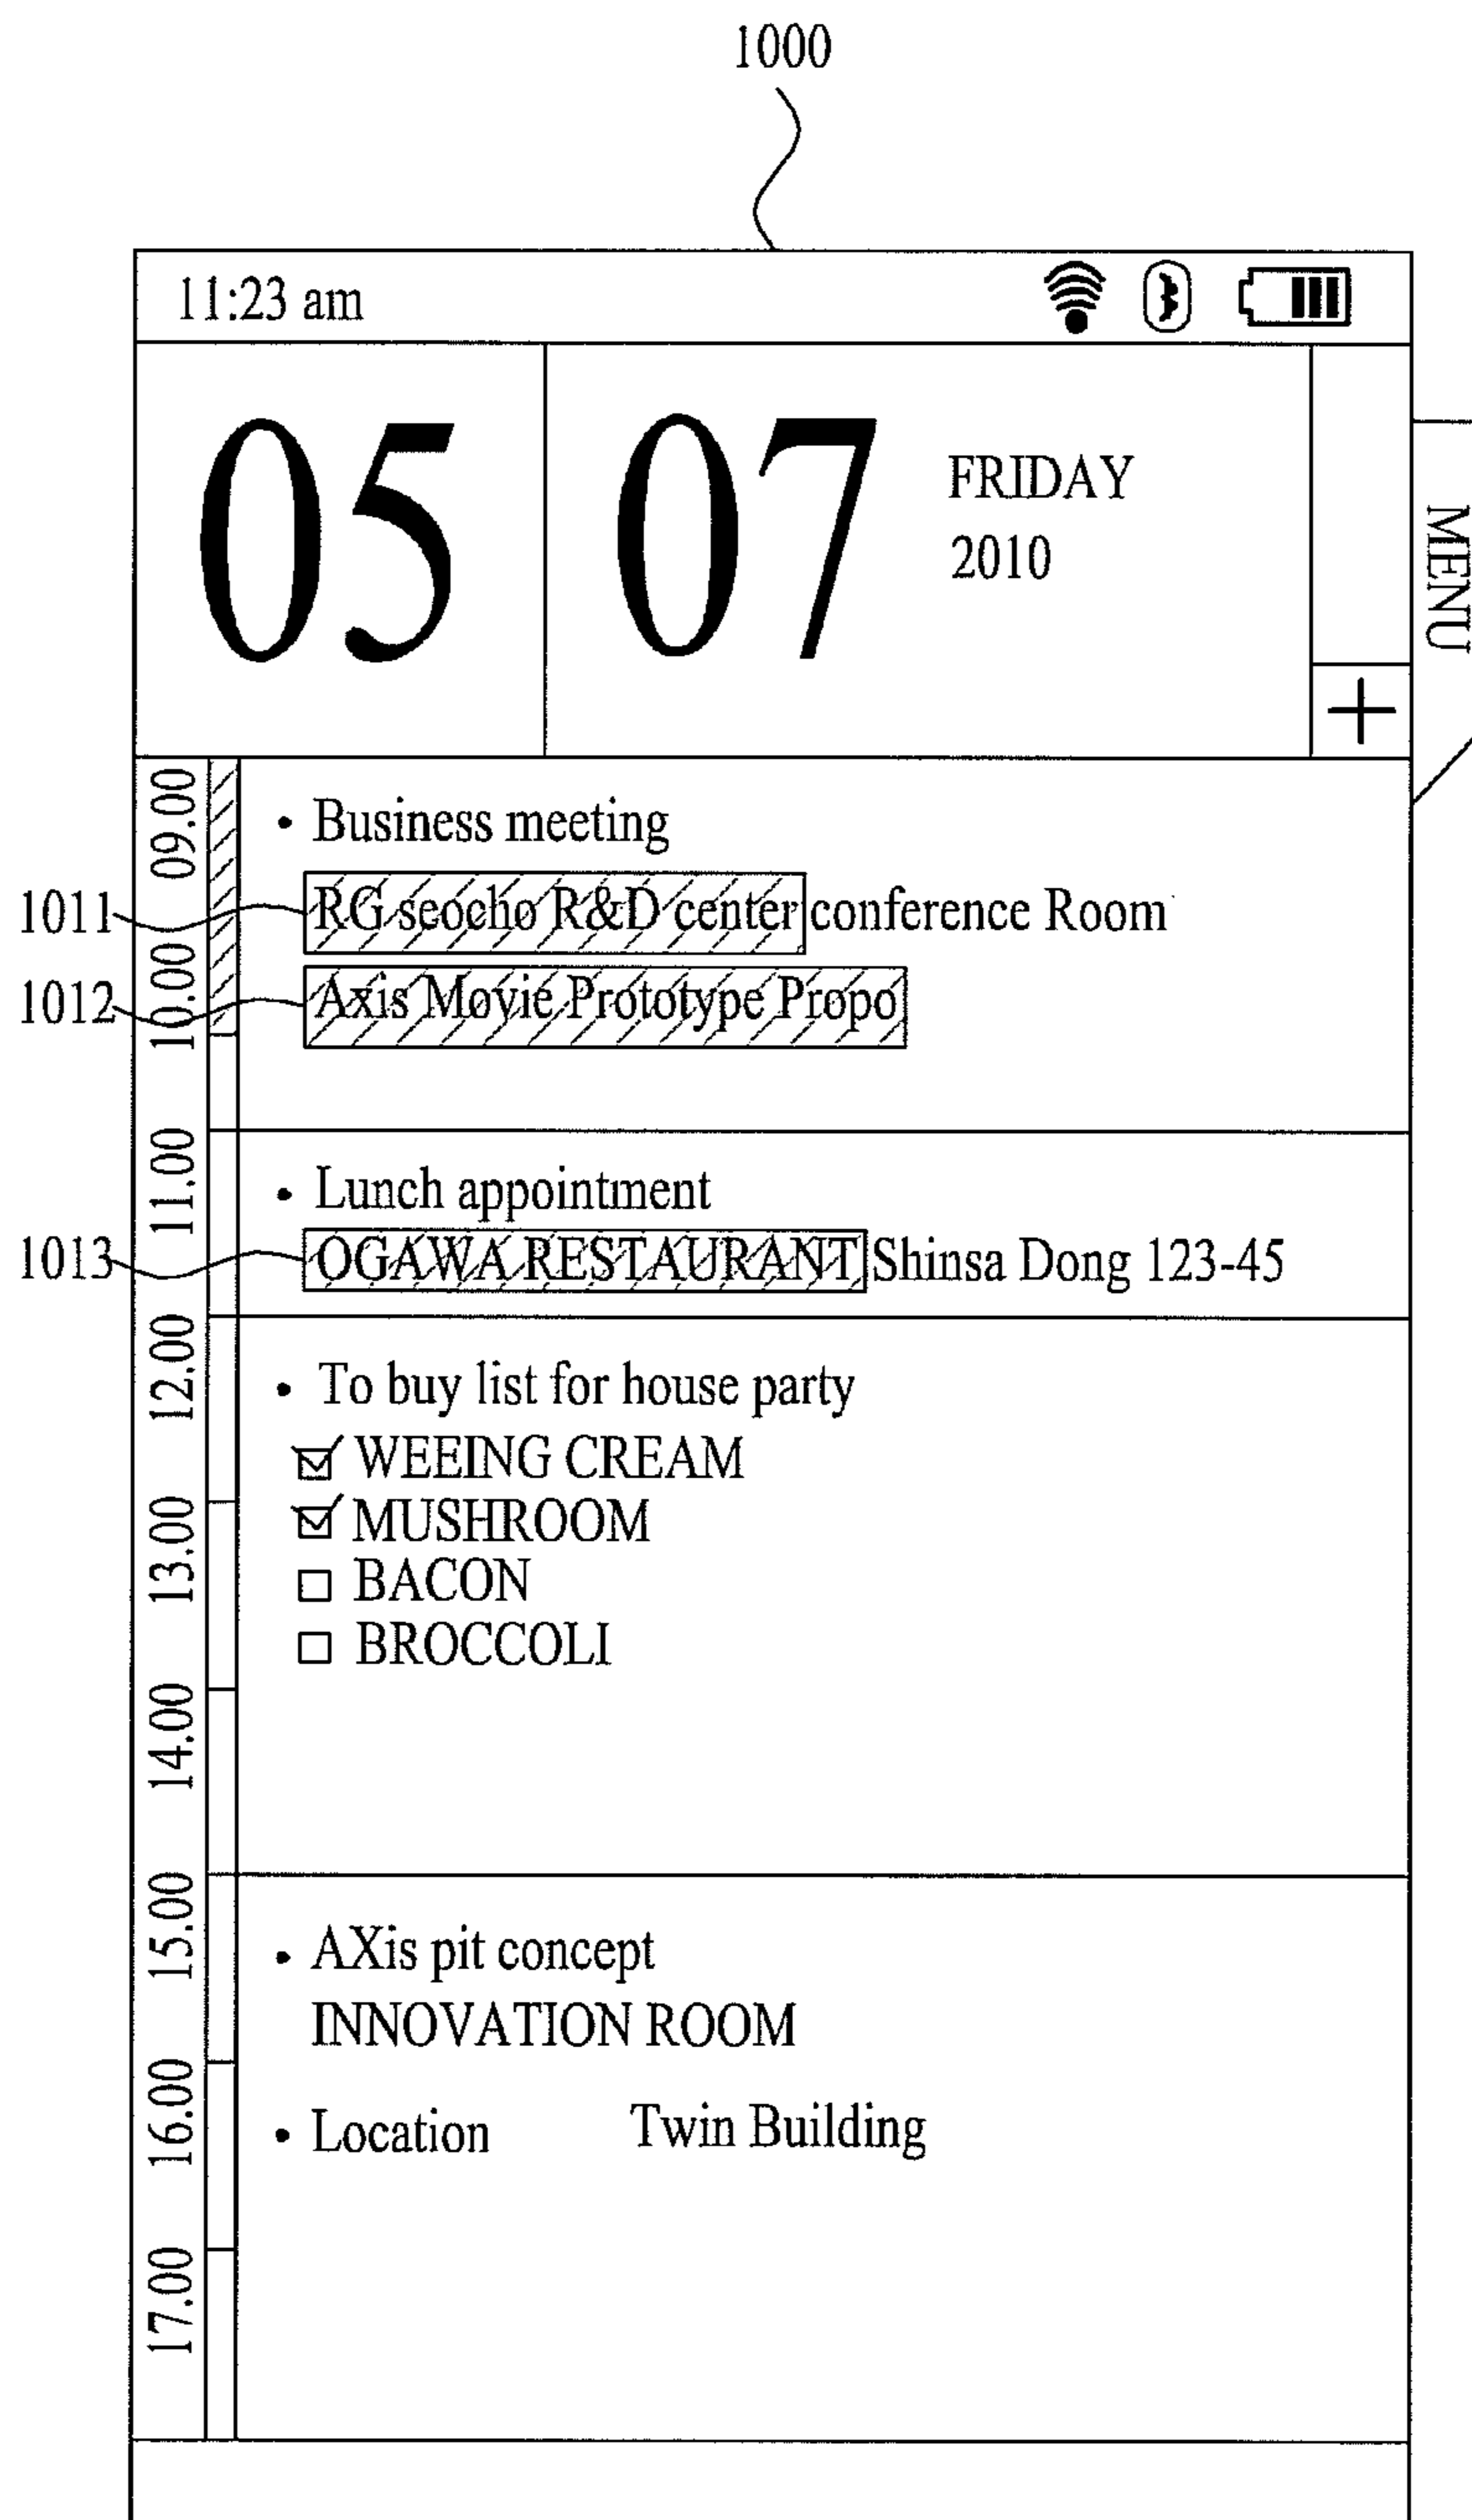 1000
11:23 am
05 07 FRIDAY
2010
MENU
+
09.00
• Business meeting
1011 RG seocho R&D center conference Room
10.00
1012 Axis Movie Prototype Propo
11.00
• Lunch appointment
1013 OGAWA RESTAURANT Shinsa Dong 123-45
12.00
• To buy list for house party
WEEING CREAM
13.00
MUSHROOM
BACON
BROCCOLI
14.00
15.00
• AXis pit concept
INNOVATION ROOM
16.00
• Location Twin Building
17.00